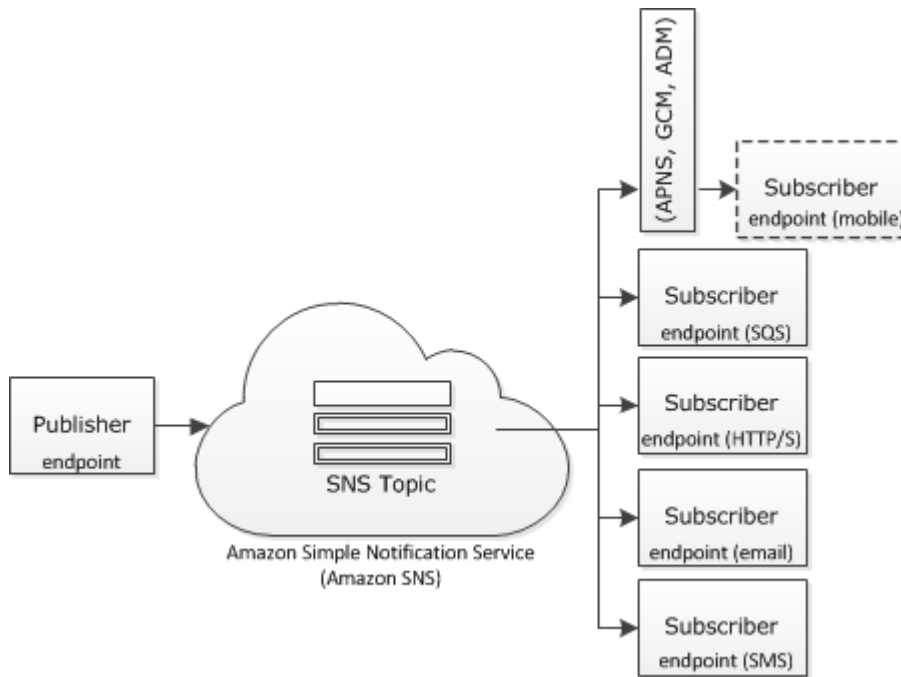 (APNS, GCM, ADM)
Subscriber
endpoint (mobile)
Subscriber
endpoint (SQS)
Publisher
endpoint
SNS Topic
Amazon Simple Notification Service
(Amazon SNS)
Subscriber
endpoint (HTTP/S)
Subscriber
endpoint (email)
Subscriber
endpoint (SMS)